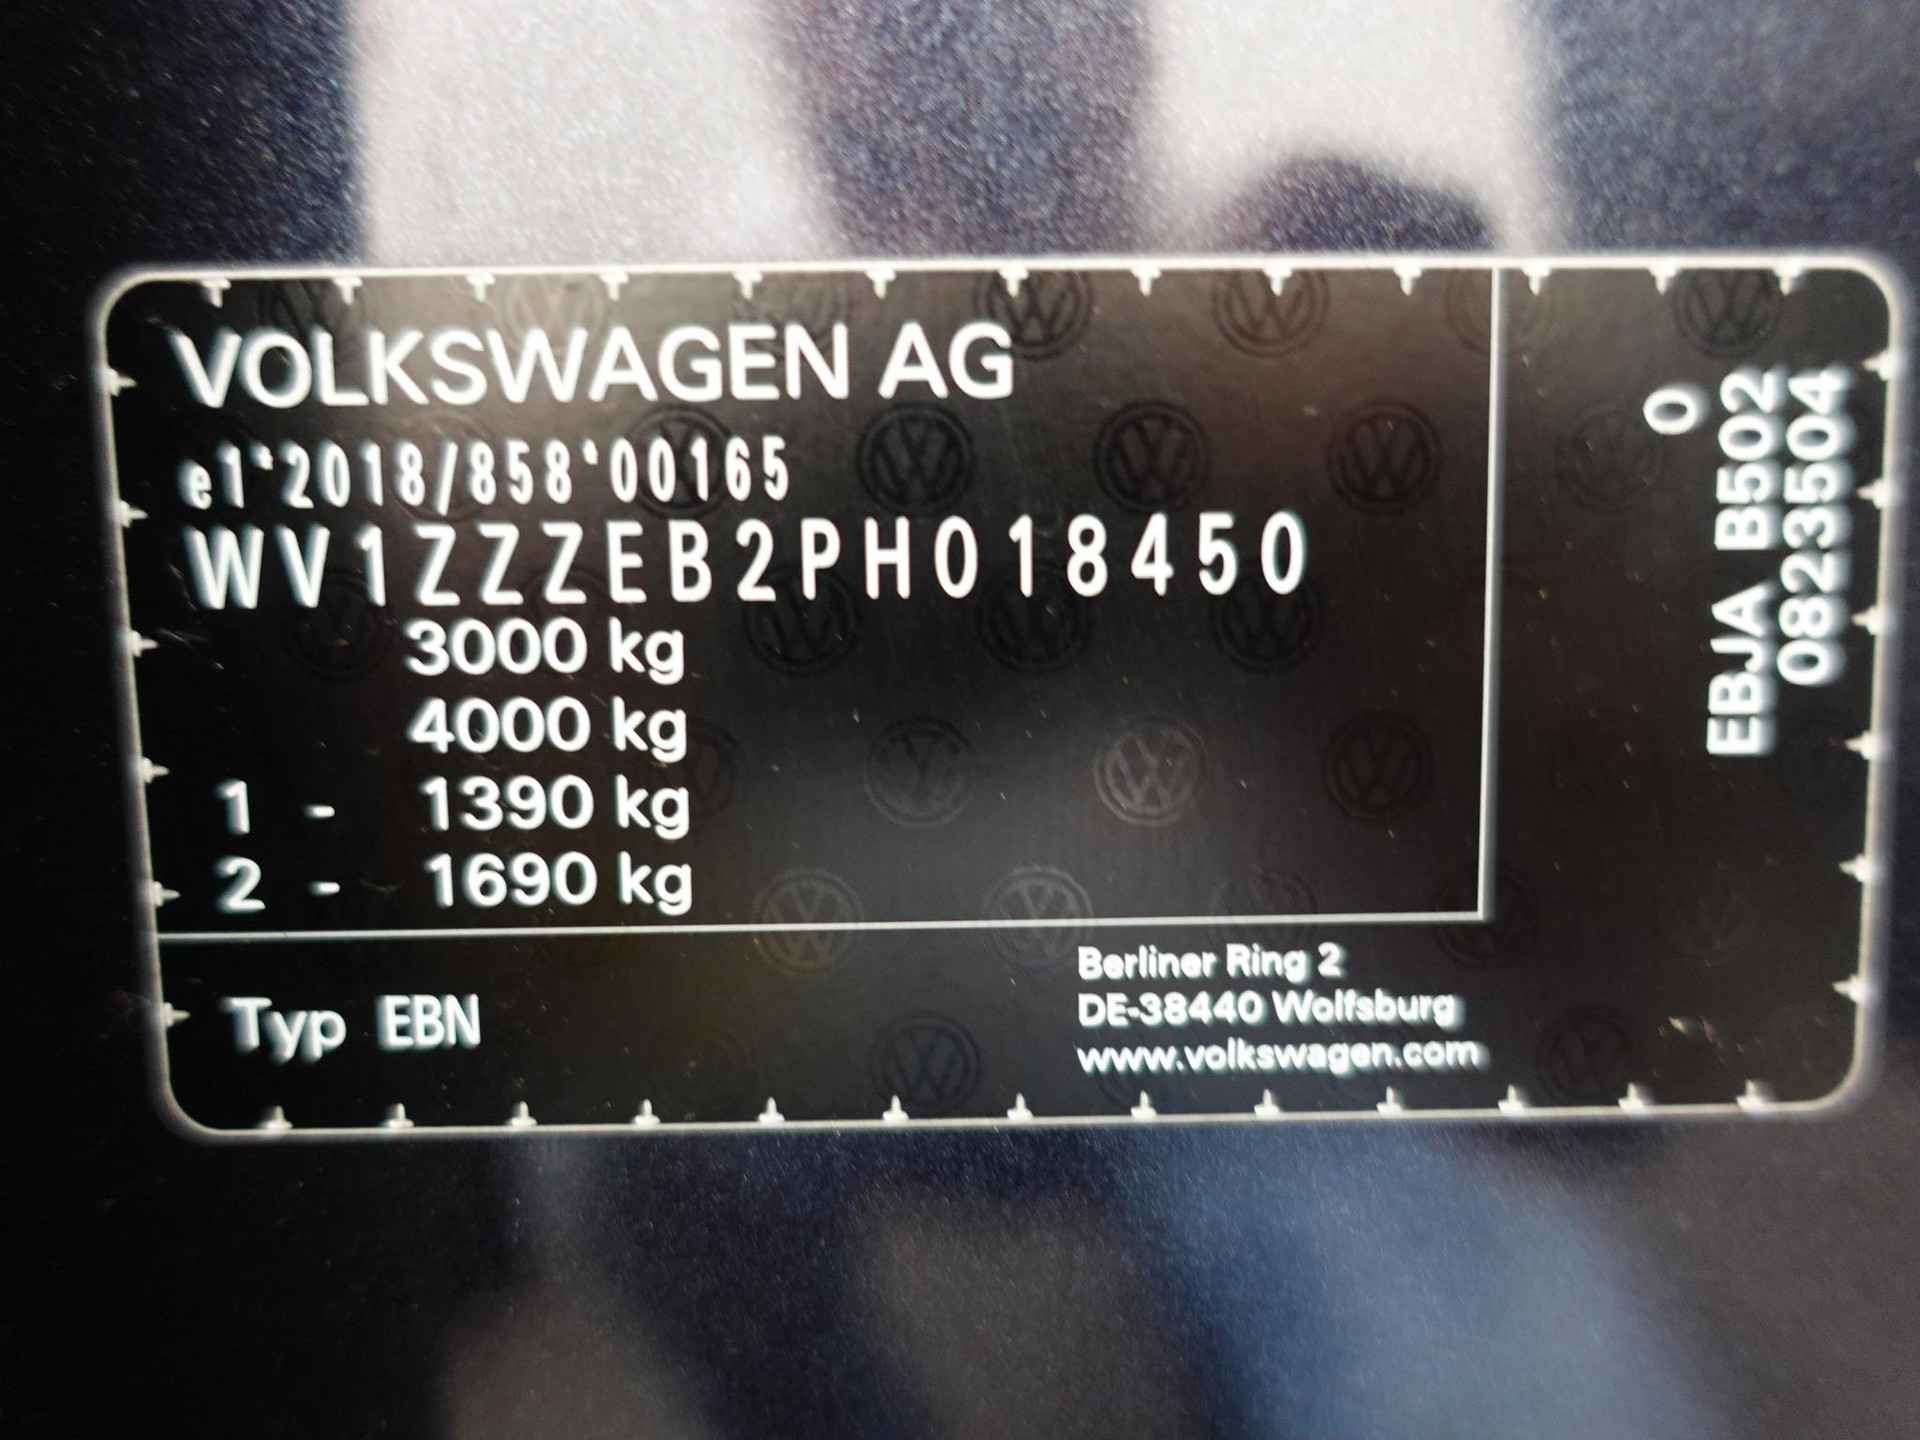 VOLKSWAGEN AG
e1*2018/858*00165
WV1ZZZEB2PH018450
3000 kg
4000 kg
1 - 1390 kg
2 - 1690 kg
Typ EBN
Berliner Ring 2
DE-38440 Wolfsburg
www.volkswagen.com
0
EBJA B502
0823504